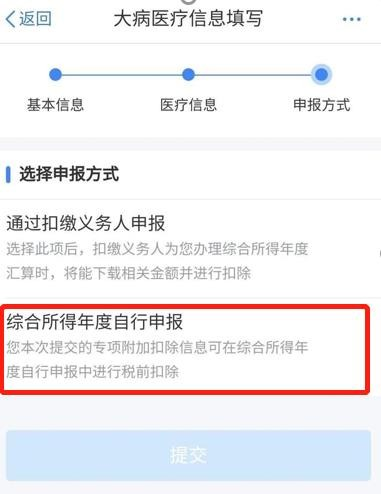 返回
大病医疗信息填写
基本信息
医疗信息
申报方式
选择申报方式
通过扣缴义务人申报
选择此项后，扣缴义务人为您办理综合所得年度
汇算时，将能下载相关金额并进行扣除
综合所得年度自行申报
您本次提交的专项附加扣除信息可在综合所得年
度自行申报中进行税前扣除
提交